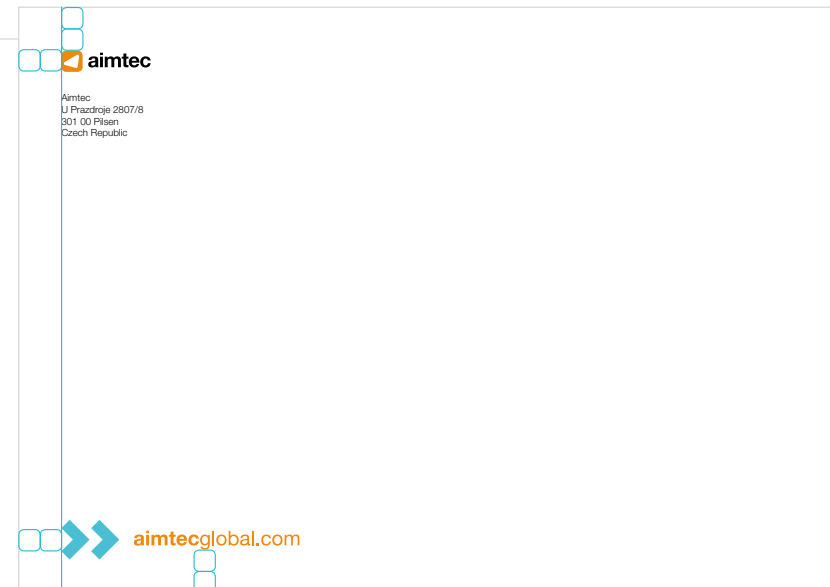 aimtec
Aimtec
U Prazdroje 2807/8
301 00 Pilsen
Czech Republic
aimtecglobal.com